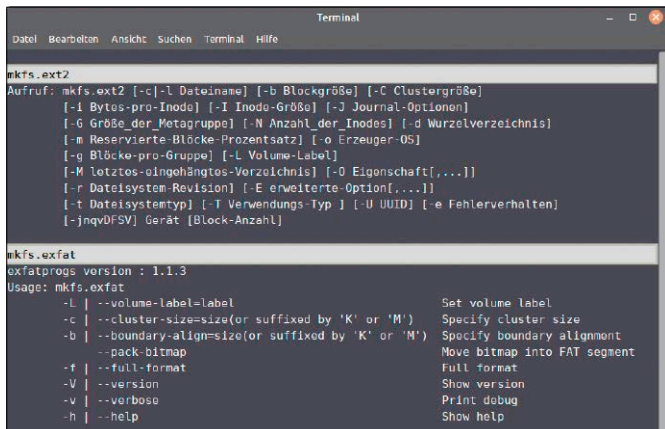 Terminal
Datei Bearbeiten Ansicht Suchen Terminal Hilfe
mkfs.ext2
Aufruf: mkfs.ext2 [-c|-l Dateiname] [-b Blockgröße] [-C Clustergröße]
[-i Bytes-pro-Inode] [-I Inode-Größe] [-J Journal-Optionen]
[-G Größe_der_Metagruppe] [-N Anzahl_der_Inodes] [-d Wurzelverzeichnis]
[-m Reservierte-Blöcke-Prozentsatz] [-o Erzeuger-OS]
[-g Blöcke-pro-Gruppe] [-L Volume-Label]
[-M letztes-eingehängtes-Verzeichnis] [-O Eigenschaft[,...]]
[-r Dateisystem-Revision] [-E erweiterte-Option[,...]]
[-t Dateisystemtyp] [-T Verwendungs-Typ ] [-U UUID] [-e Fehlerverhalten]
[-jnqvDFSV] Gerät [Block-Anzahl]
mkfs.exfat
exfatprogs version : 1.1.3
Usage: mkfs.exfat
-L | --volume-label=label Set volume label
-c | --cluster-size=size(or suffixed by 'K' or 'M') Specify cluster size
-b | --boundary-align=size(or suffixed by 'K' or 'M') Specify boundary alignment
--pack-bitmap Move bitmap into FAT segment
-f | --full-format Full format
-V | --version Show version
-v | --verbose Print debug
-h | --help Show help